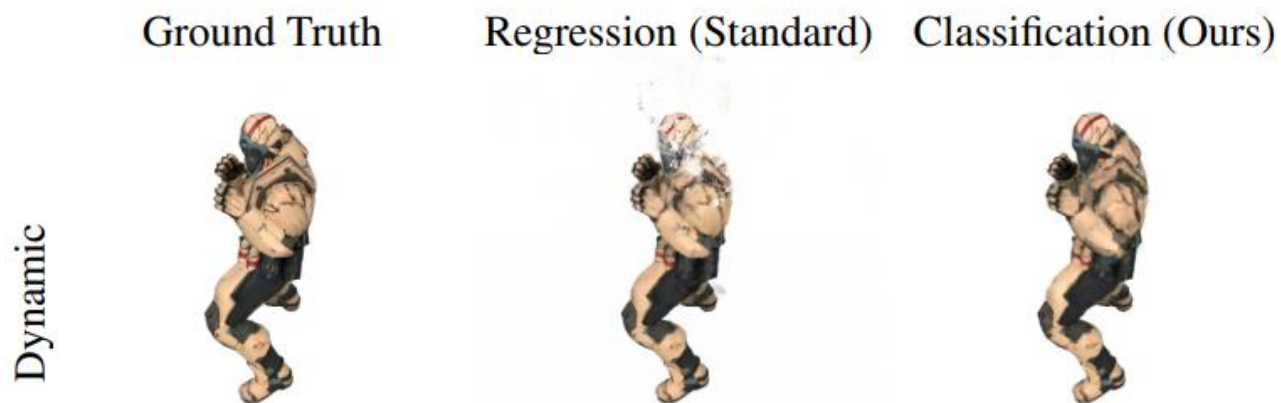 Ground Truth
Regression (Standard)
Classification (Ours)
Dynamic